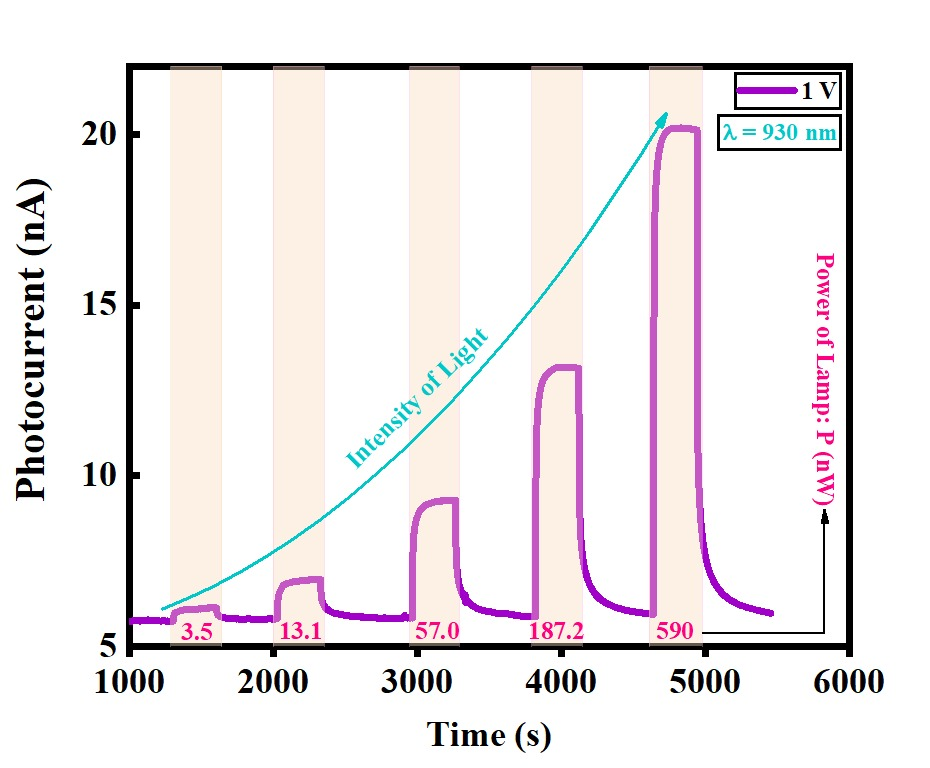 1 V
λ = 930 nm
20
15
10
5
Photocurrent (nA)
Intensity of Light
Power of Lamp: P (nW)
3.5 13.1 57.0 187.2 590
1000 2000 3000 4000 5000 6000
Time (s)